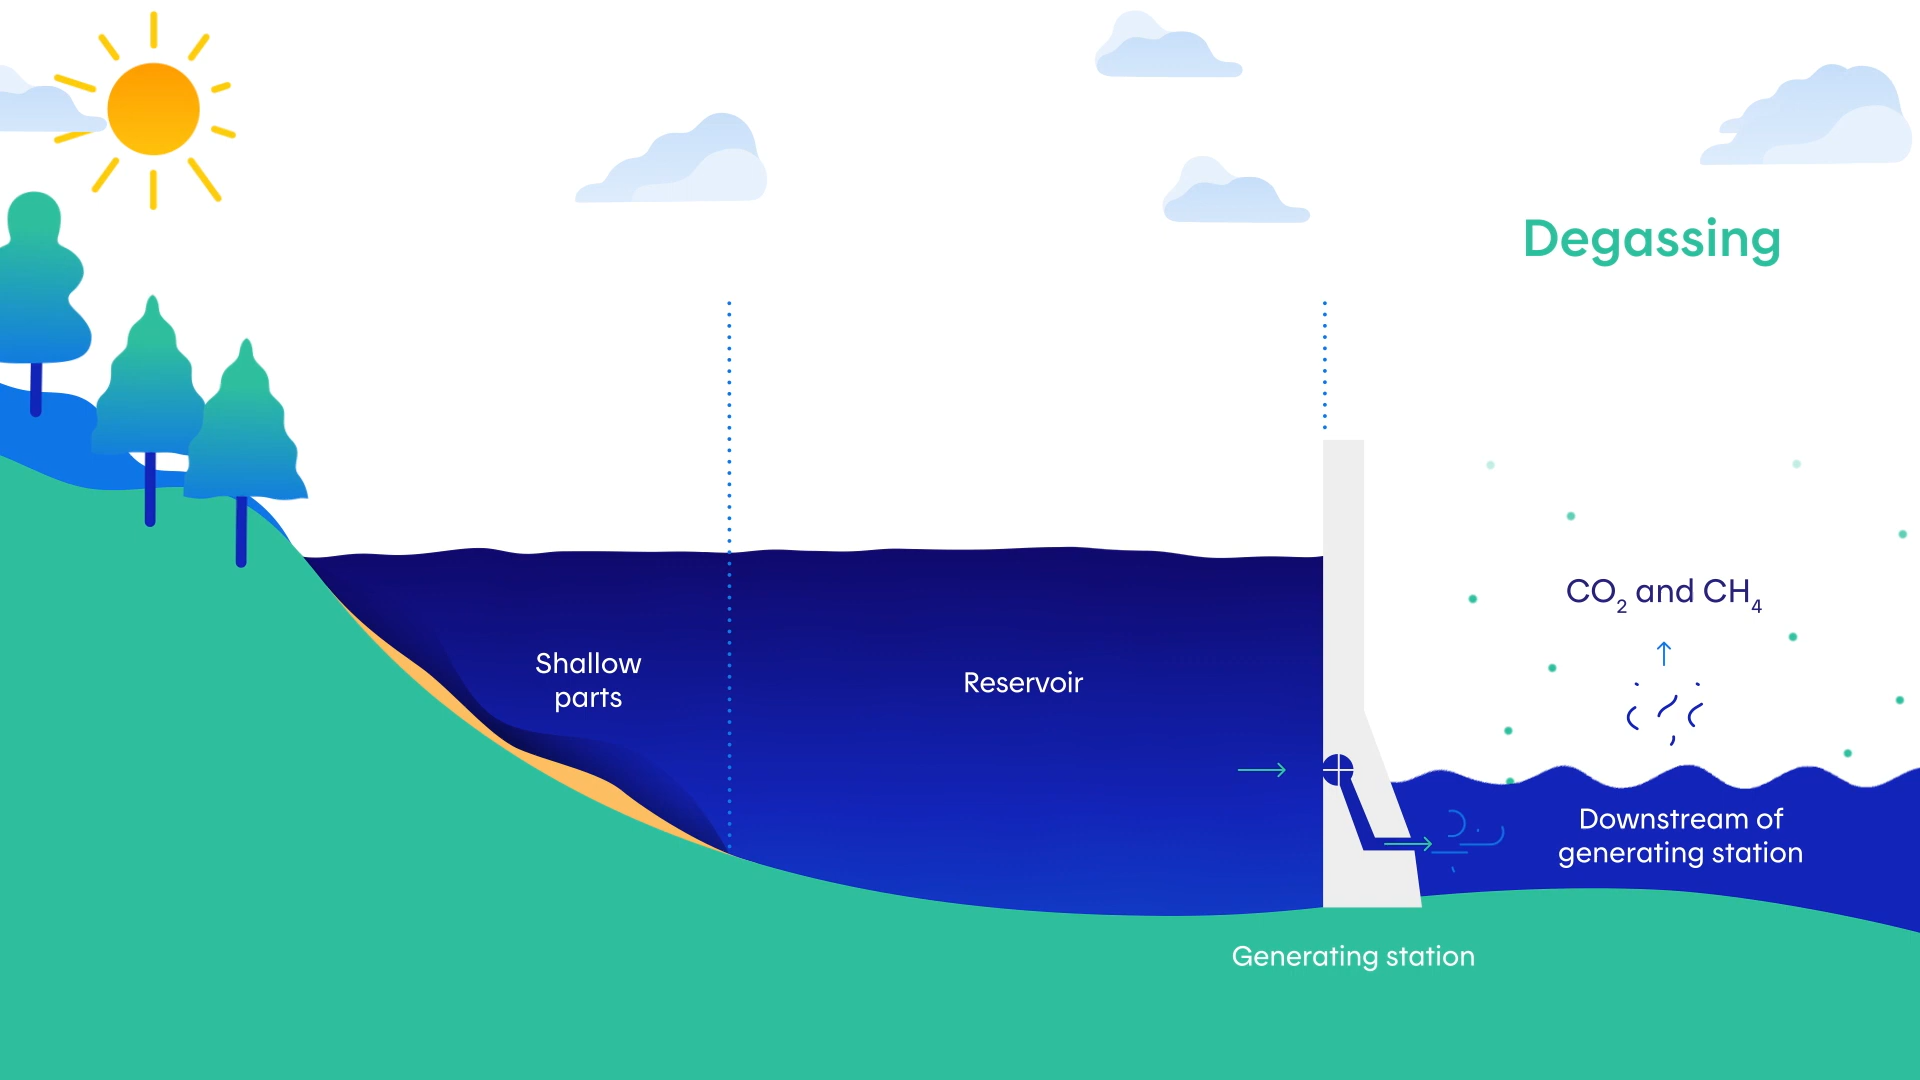 Degassing
CO₂ and CH₄
Shallow
parts
Reservoir
Downstream of
generating station
Generating station